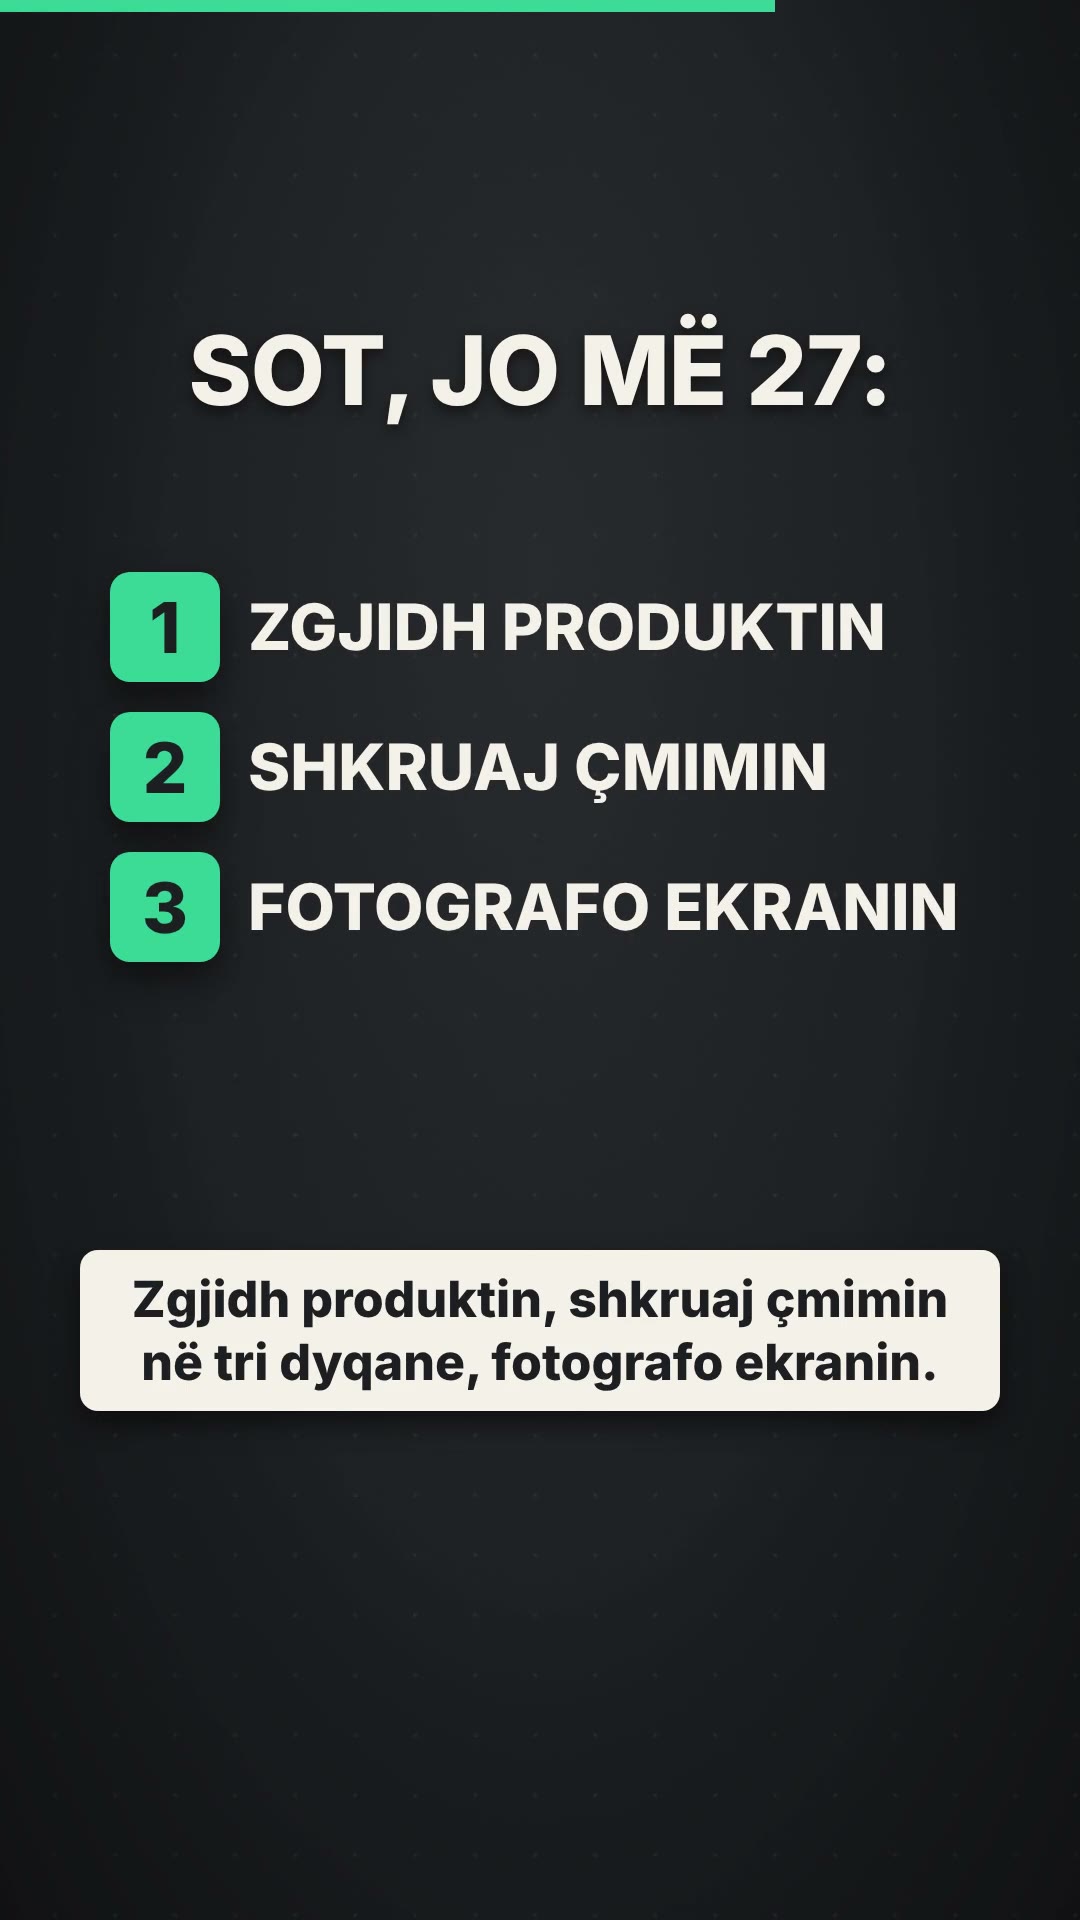 SOT, JO MË 27:
1 ZGJIDH PRODUKTIN
2 SHKRUAJ ÇMIMIN
3 FOTOGRAFO EKRANIN
Zgjidh produktin, shkruaj çmimin
në tri dyqane, fotografo ekranin.